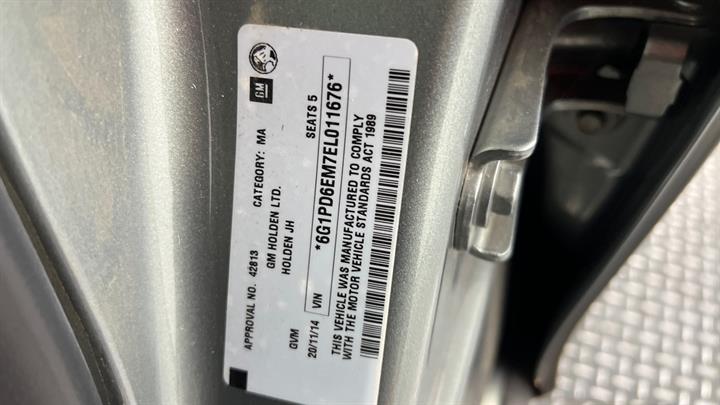 GM
APPROVAL NO. 42813 CATEGORY: MA
GM HOLDEN LTD.
HOLDEN JH
GVM SEATS 5
20/11/14 VIN *6G1PD6EM7EL011676*
THIS VEHICLE WAS MANUFACTURED TO COMPLY
WITH THE MOTOR VEHICLE STANDARDS ACT 1989